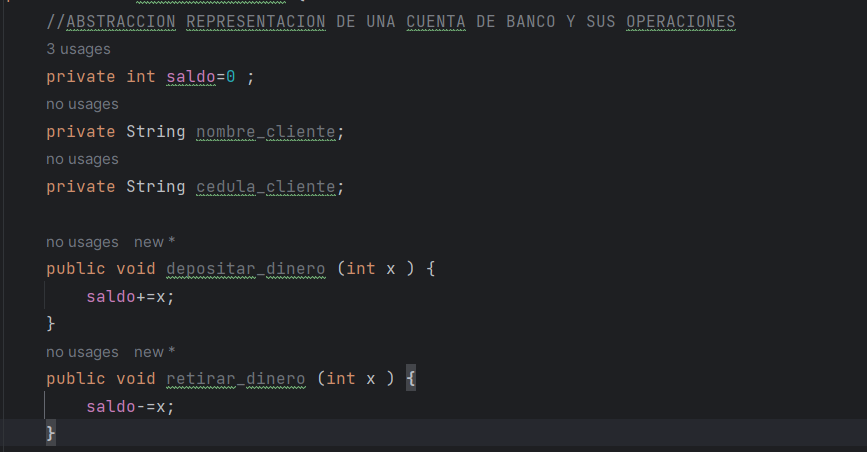 //ABSTRACCION REPRESENTACION DE UNA CUENTA DE BANCO Y SUS OPERACIONES
3 usages
private int saldo=0 ;
no usages
private String nombre_cliente;
no usages
private String cedula_cliente;
no usages new *
public void depositar_dinero (int x ) {
saldo+=x;
}
no usages new *
public void retirar_dinero (int x ) {
saldo-=x;
}